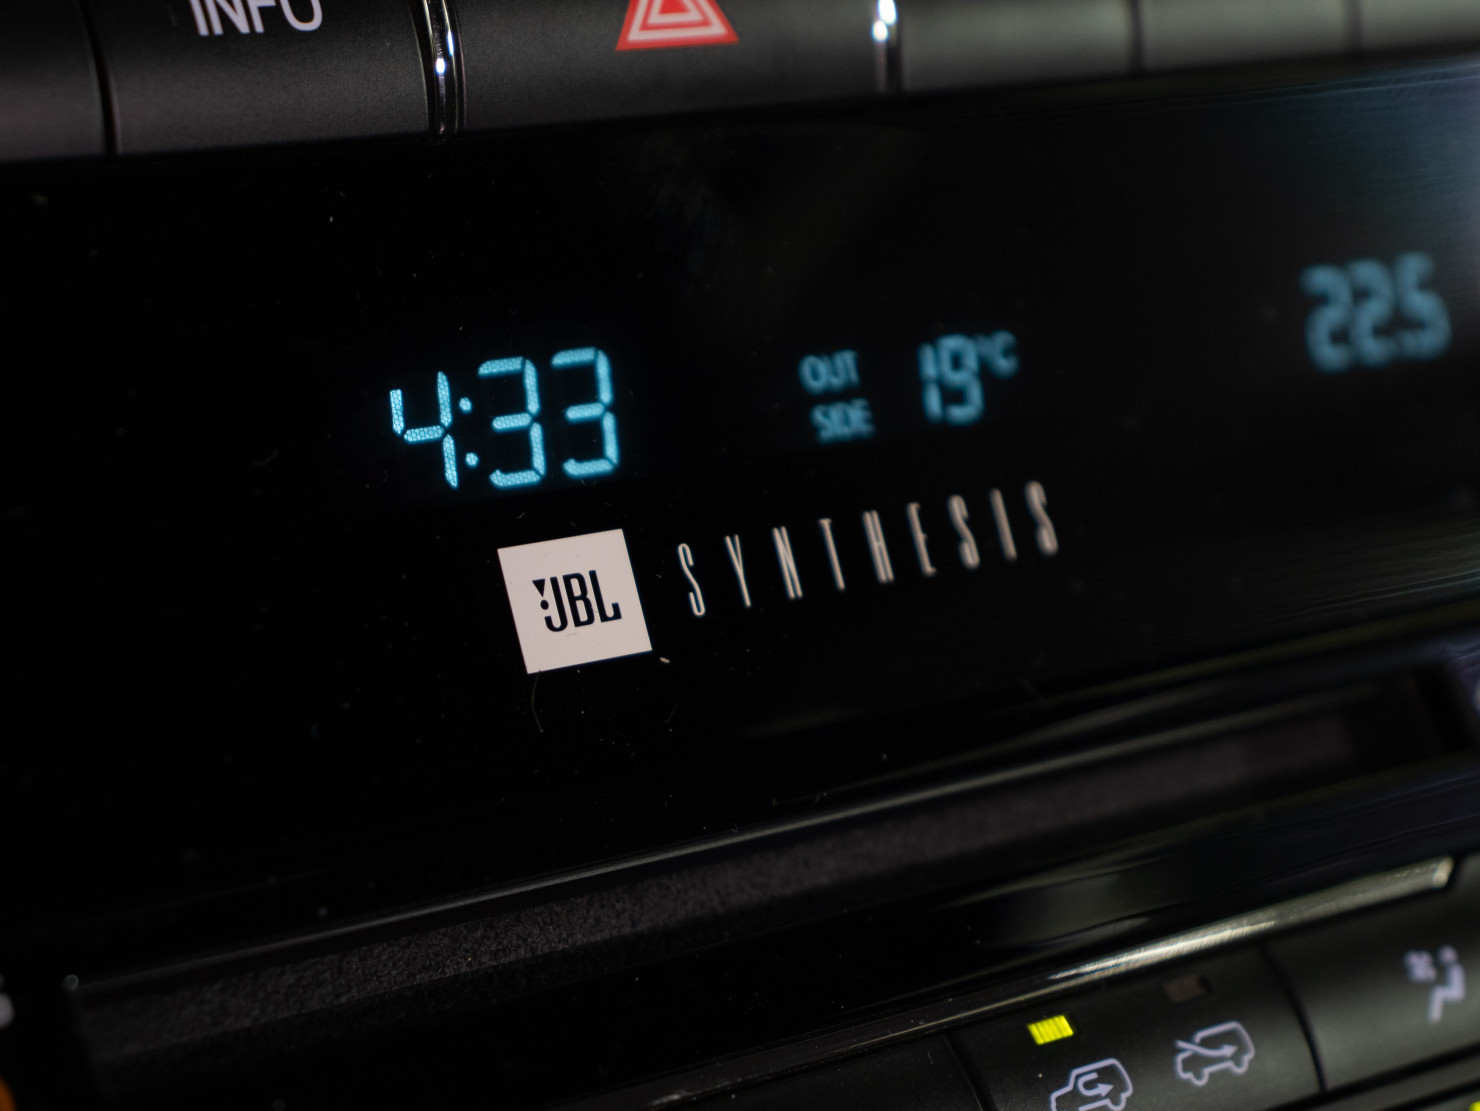 INFO
4:33
OUT
SIDE
19°C
22.5
JBL SYNTHESIS